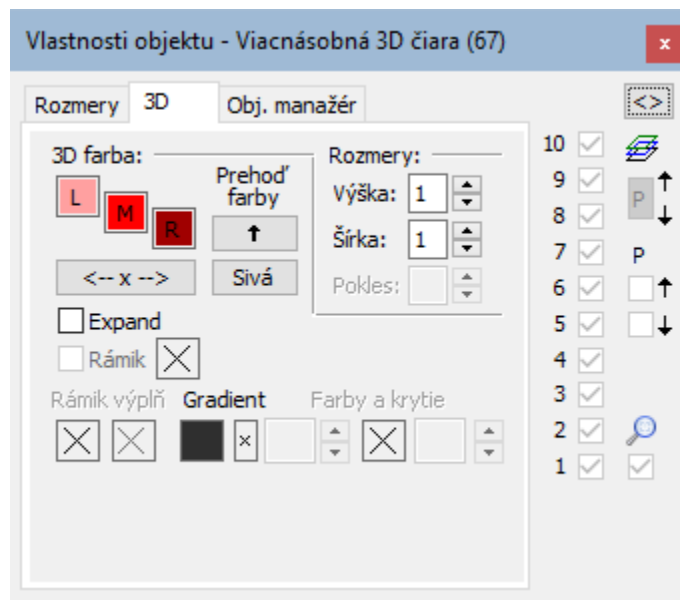 Vlastnosti objektu - Viacnásobná 3D čiara (67)
x
Rozmery 3D Obj. manažér
<>
3D farba: Rozmery:
L M R
Prehoď
farby
Výška: 1
Šírka: 1
<-- x --> Sivá
Pokles:
Expand
Rámik
Rámik výplň Gradient Farby a krytie
x
10
9
8
7
6
5
4
3
2
1
P
P